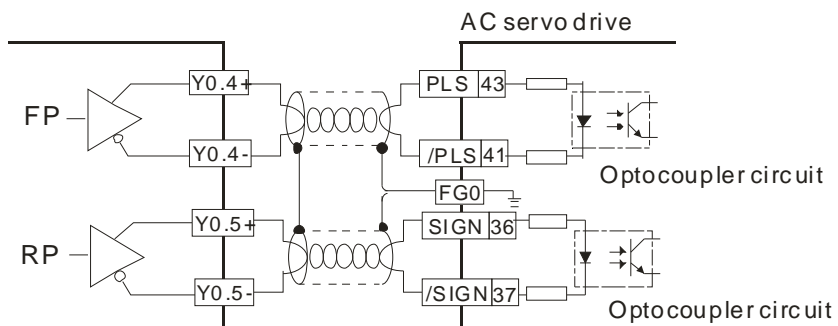 AC servo drive
Y0.4+
PLS 43
FP
Y0.4-
/PLS 41
Optocoupler circuit
FG0
Y0.5+
SIGN 36
RP
Y0.5-
/SIGN 37
Optocoupler circuit